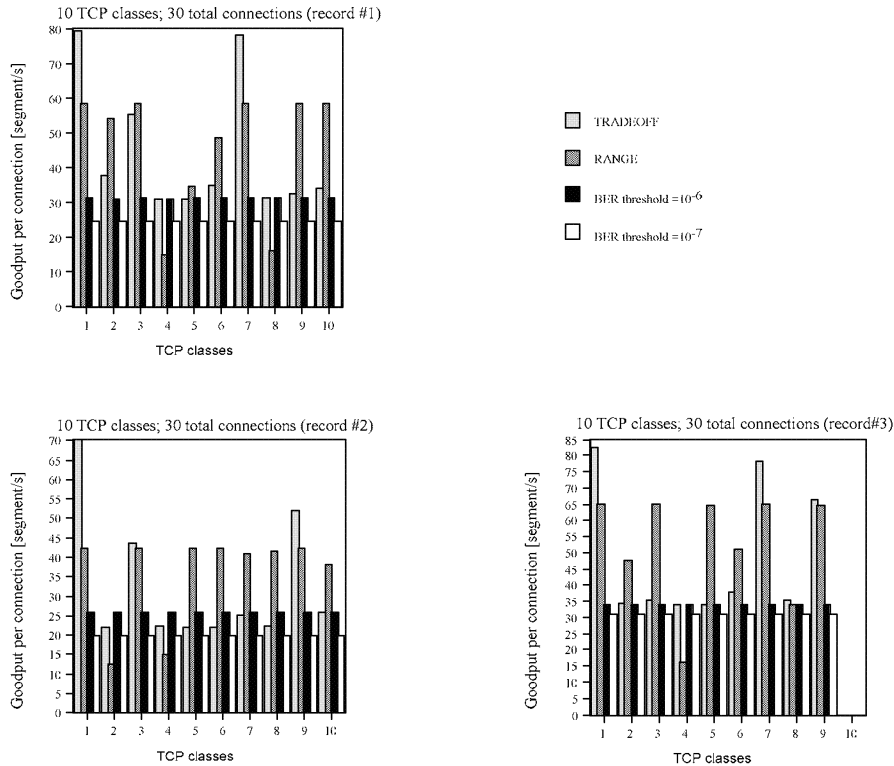 10 TCP classes; 30 total connections (record #1)
Goodput per connection [segment/s]
80
70
60
50
40
30
20
10
0
1 2 3 4 5 6 7 8 9 10
TCP classes
TRADEOFF
RANGE
BER threshold =10-6
BER threshold =10-7
10 TCP classes; 30 total connections (record #2)
Goodput per connection [segment/s]
70
65
60
55
50
45
40
35
30
25
20
15
10
5
0
1 2 3 4 5 6 7 8 9 10
TCP classes
10 TCP classes; 30 total connections (record#3)
Goodput per connection [segment/s]
85
80
75
70
65
60
55
50
45
40
35
30
25
20
15
10
5
0
1 2 3 4 5 6 7 8 9 10
TCP classes